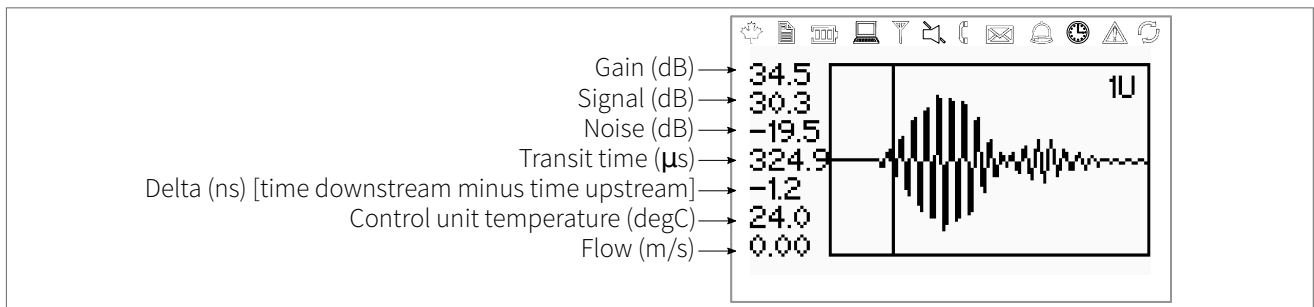 Gain (dB) 34.5 1U
Signal (dB) 30.3
Noise (dB) -19.5
Transit time (µs) 324.9
Delta (ns) [time downstream minus time upstream] -1.2
Control unit temperature (degC) 24.0
Flow (m/s) 0.00